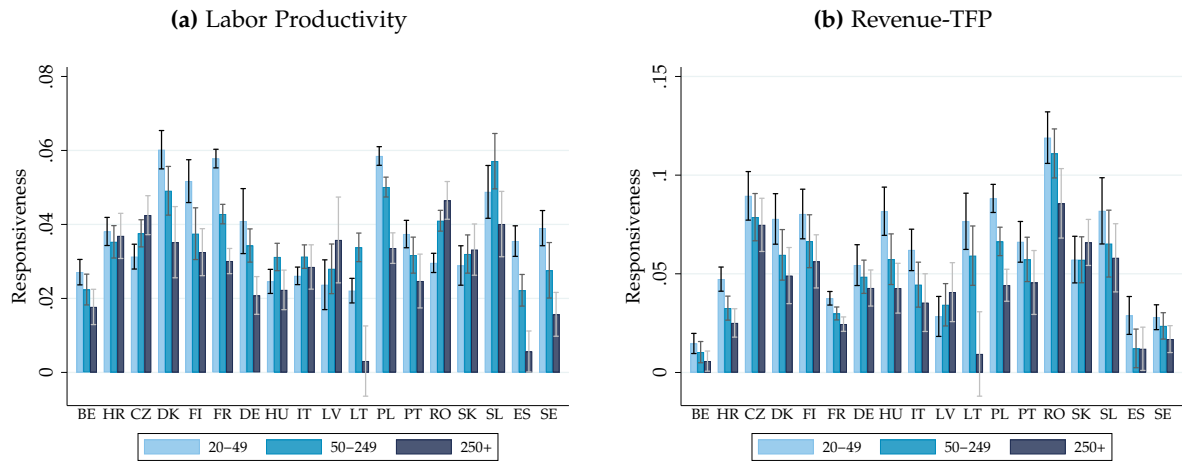 (a) Labor Productivity
Responsiveness
.08
.06
.04
.02
0
BE HR CZ DK FI FR DE HU IT LV LT PL PT RO SK SL ES SE
20−49 50−249 250+
(b) Revenue-TFP
Responsiveness
.15
.1
.05
0
BE HR CZ DK FI FR DE HU IT LV LT PL PT RO SK SL ES SE
20−49 50−249 250+